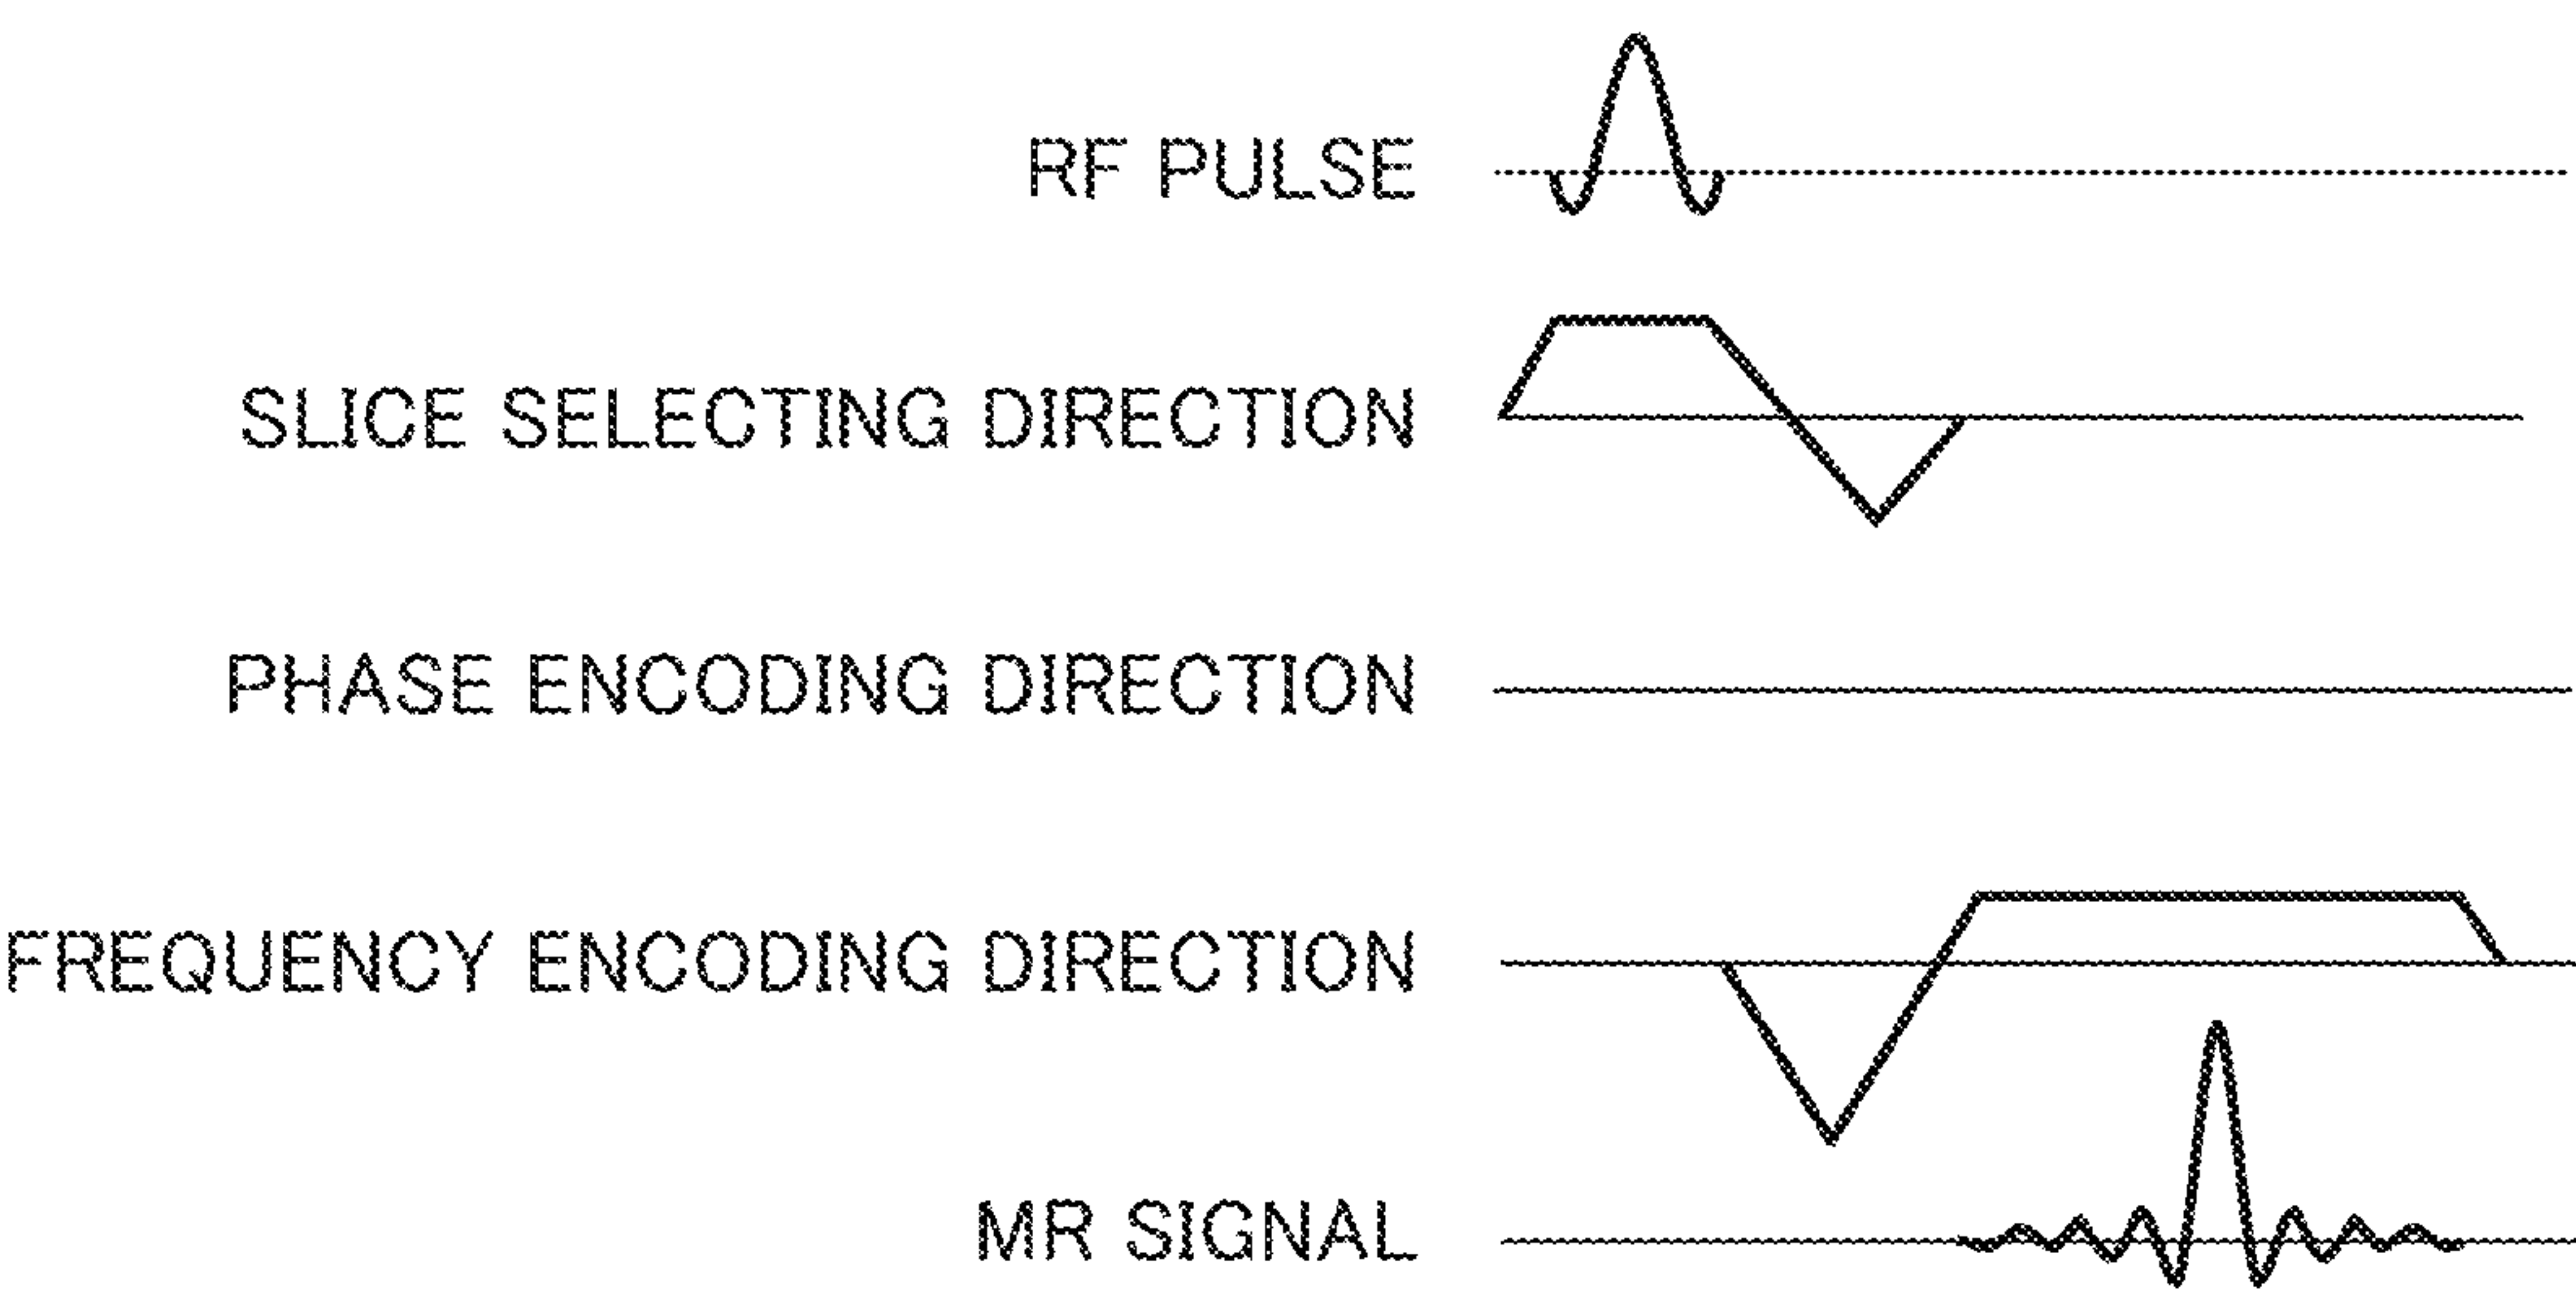 RF PULSE
SLICE SELECTING DIRECTION
PHASE ENCODING DIRECTION
FREQUENCY ENCODING DIRECTION
MR SIGNAL